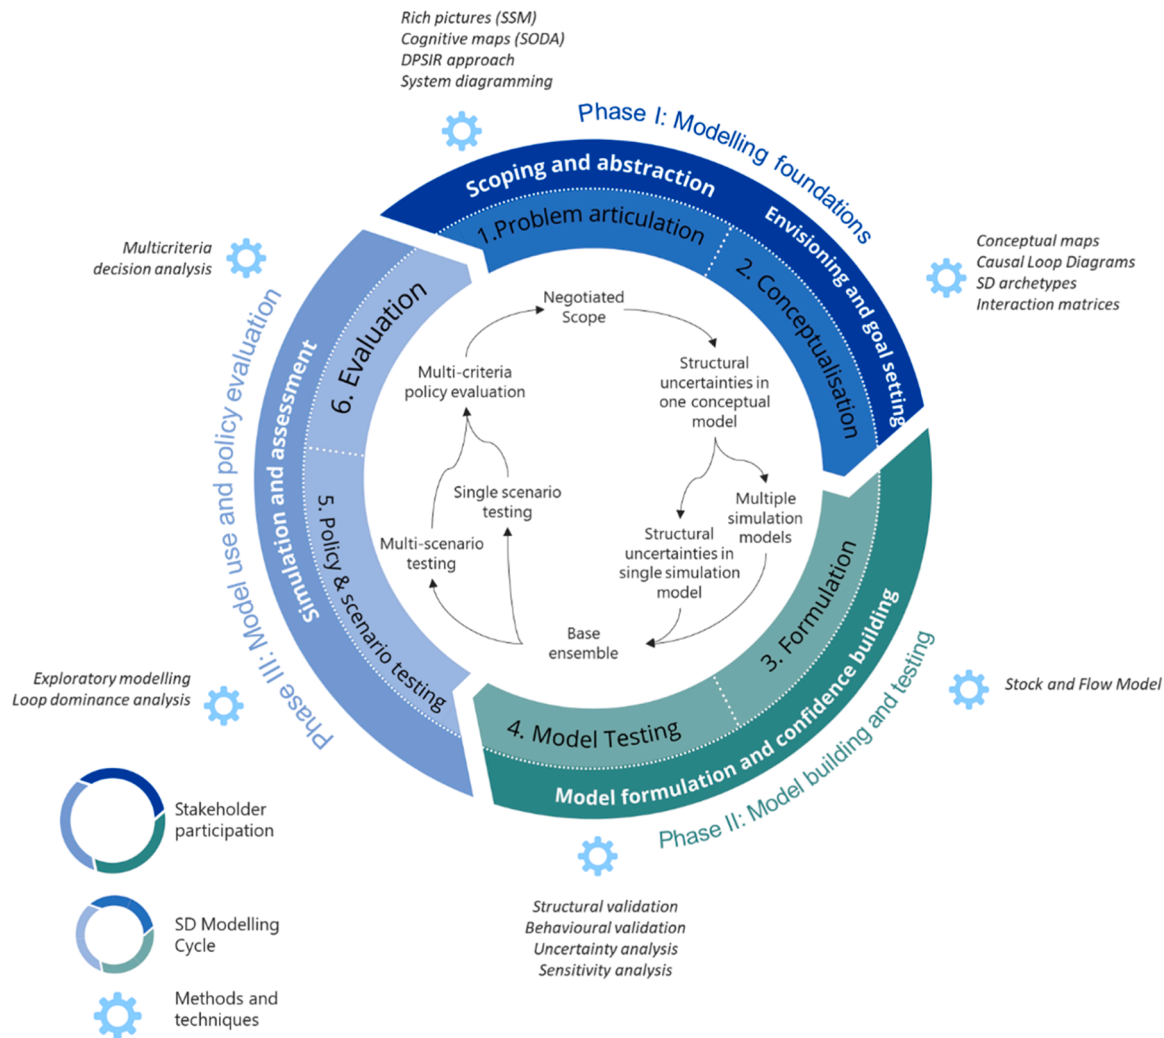 Rich pictures (SSM)
Cognitive maps (SODA)
DPSIR approach
System diagramming
Phase I: Modelling foundations
Scoping and abstraction
Envisioning and goal setting
1.Problem articulation
2. Conceptualisation
Conceptual maps
Causal Loop Diagrams
SD archetypes
Interaction matrices
Multicriteria
decision analysis
Phase III: Model use and policy evaluation
Simulation and assessment
6. Evaluation
5. Policy & scenario testing
Negotiated
Scope
Structural
uncertainties in
one conceptual
model
Multi-criteria
policy evaluation
Single scenario
testing
Multi-scenario
testing
Multiple
simulation
models
Structural
uncertainties in
single simulation
model
Base
ensemble
3. Formulation
4. Model Testing
Model formulation and confidence building
Phase II: Model building and testing
Stock and Flow Model
Exploratory modelling
Loop dominance analysis
Structural validation
Behavioural validation
Uncertainty analysis
Sensitivity analysis
Stakeholder
participation
SD Modelling
Cycle
Methods and
techniques